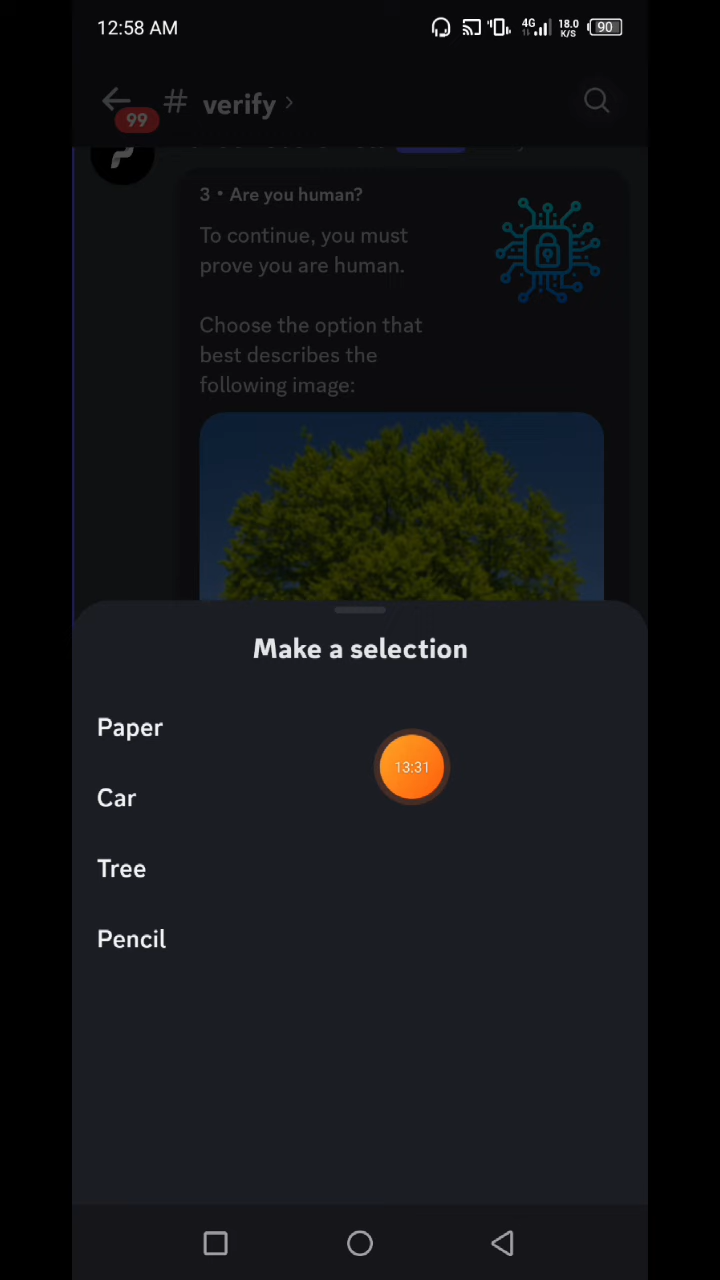 12:58 AM
4G
18.0
K/S
90
99
# verify
3 • Are you human?
To continue, you must
prove you are human.
Choose the option that
best describes the
following image:
Make a selection
Paper
13:31
Car
Tree
Pencil